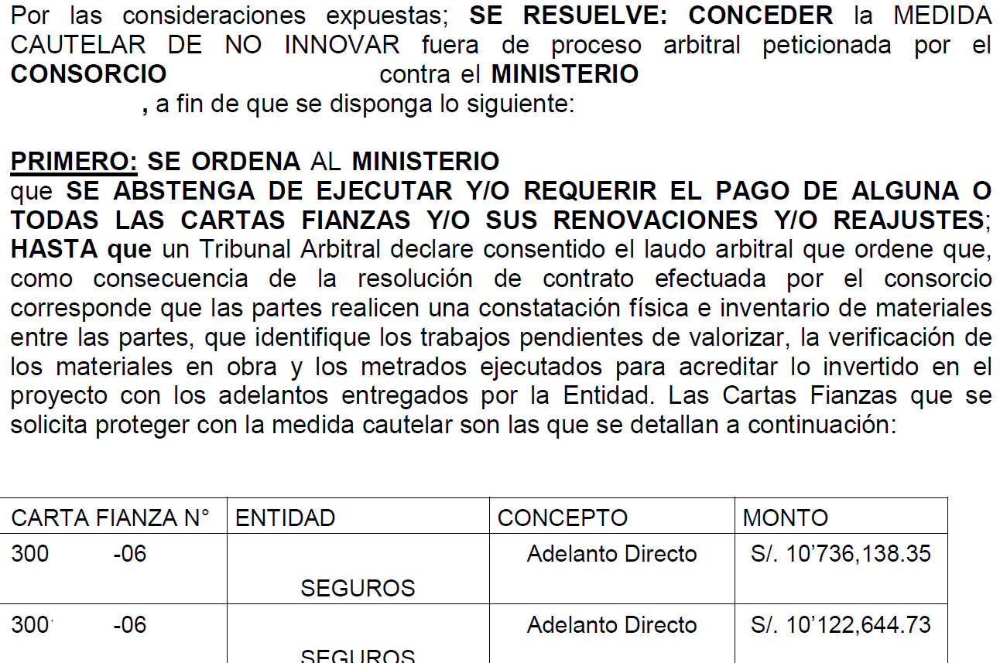 Por las consideraciones expuestas; SE RESUELVE: CONCEDER la MEDIDA
CAUTELAR DE NO INNOVAR fuera de proceso arbitral peticionada por el
CONSORCIO contra el MINISTERIO
, a fin de que se disponga lo siguiente:
PRIMERO: SE ORDENA AL MINISTERIO
que SE ABSTENGA DE EJECUTAR Y/O REQUERIR EL PAGO DE ALGUNA O
TODAS LAS CARTAS FIANZAS Y/O SUS RENOVACIONES Y/O REAJUSTES;
HASTA que un Tribunal Arbitral declare consentido el laudo arbitral que ordene que,
como consecuencia de la resolución de contrato efectuada por el consorcio
corresponde que las partes realicen una constatación física e inventario de materiales
entre las partes, que identifique los trabajos pendientes de valorizar, la verificación de
los materiales en obra y los metrados ejecutados para acreditar lo invertido en el
proyecto con los adelantos entregados por la Entidad. Las Cartas Fianzas que se
solicita proteger con la medida cautelar son las que se detallan a continuación:
CARTA FIANZA N° ENTIDAD CONCEPTO MONTO
300 -06 Adelanto Directo S/. 10’736,138.35
SEGUROS
300 -06 Adelanto Directo S/. 10’122,644.73
SEGUROS